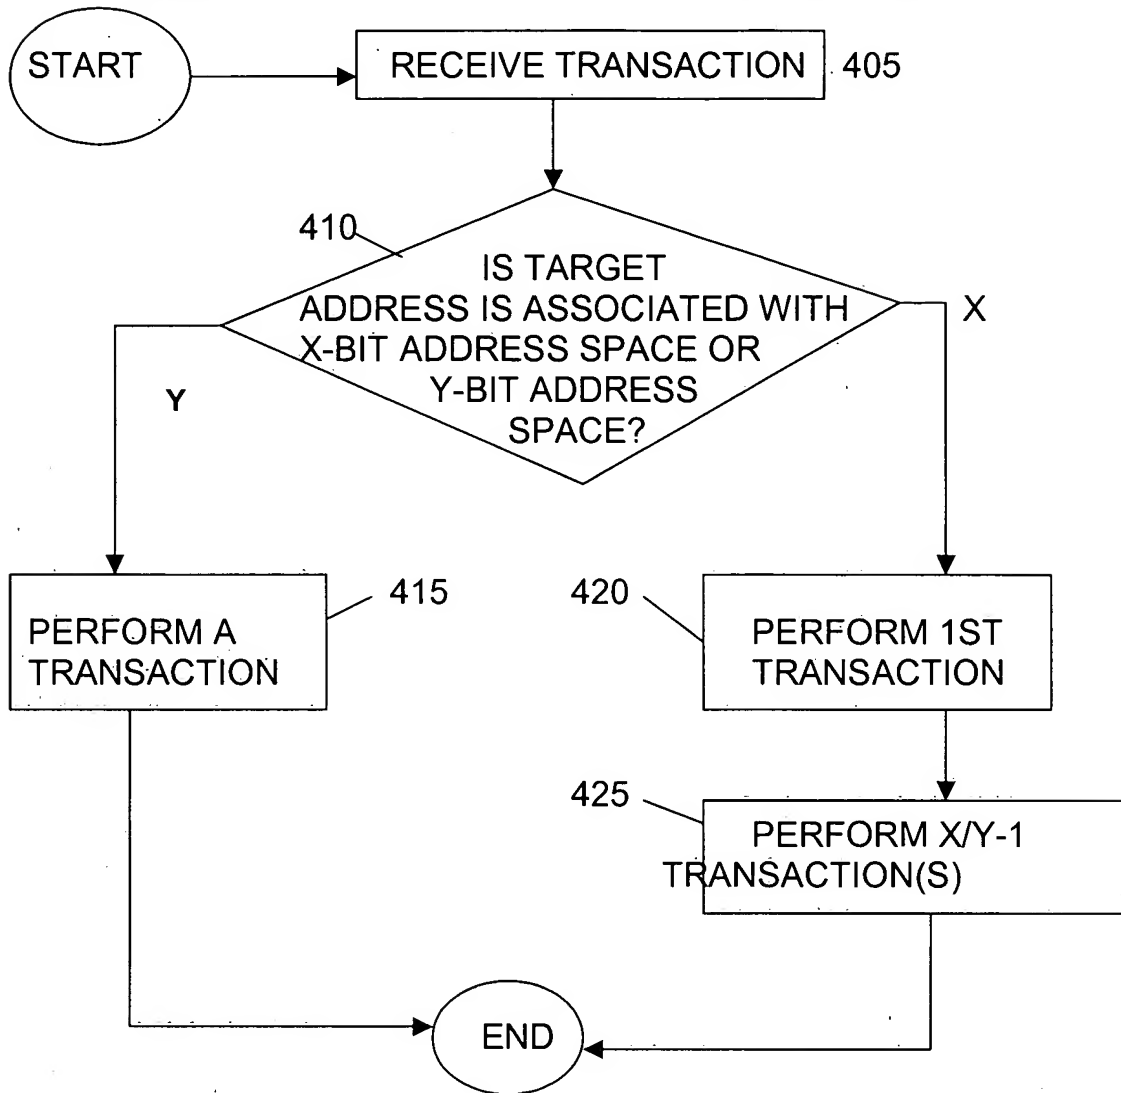 START
RECEIVE TRANSACTION
405
410
IS TARGET
ADDRESS IS ASSOCIATED WITH
X-BIT ADDRESS SPACE OR
Y-BIT ADDRESS
SPACE?
X
Y
415
PERFORM A
TRANSACTION
420
PERFORM 1ST
TRANSACTION
425
PERFORM X/Y-1
TRANSACTION(S)
END